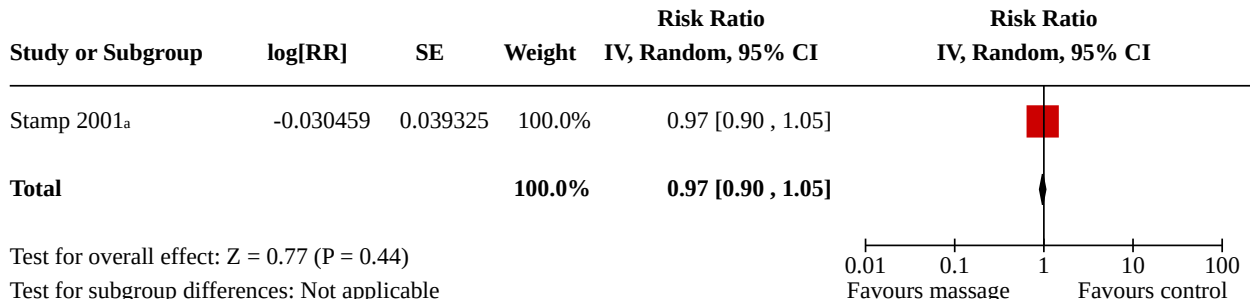 Risk Ratio Risk Ratio
Study or Subgroup log[RR] SE Weight IV, Random, 95% CI IV, Random, 95% CI
Stamp 2001a -0.030459 0.039325 100.0% 0.97 [0.90 , 1.05]
Total 100.0% 0.97 [0.90 , 1.05]
Test for overall effect: Z = 0.77 (P = 0.44)
0.01 0.1 1 10 100
Test for subgroup differences: Not applicable Favours massage Favours control